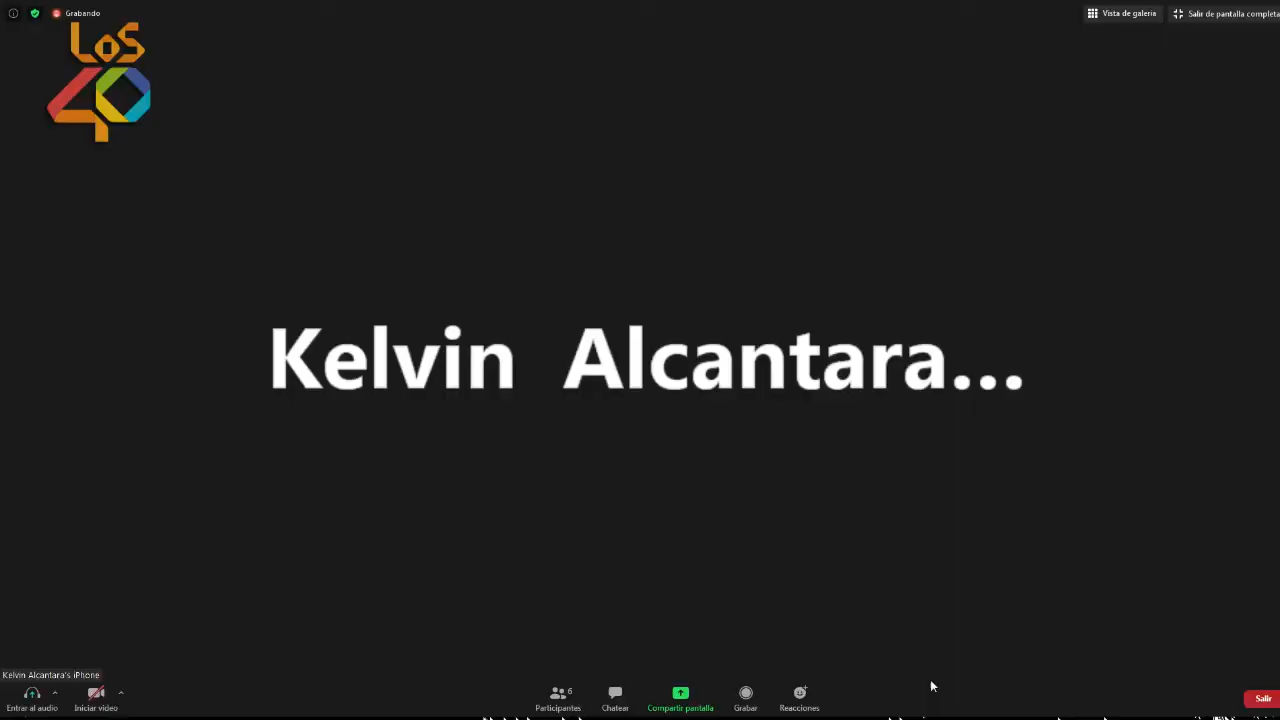 Grabando
Vista de galería
Salir de pantalla completa
LOS
40
Kelvin Alcantara...
Kelvin Alcantara's iPhone
Entrar al audio
Iniciar video
6
Participantes
Chatear
Compartir pantalla
Grabar
Reacciones
Salir